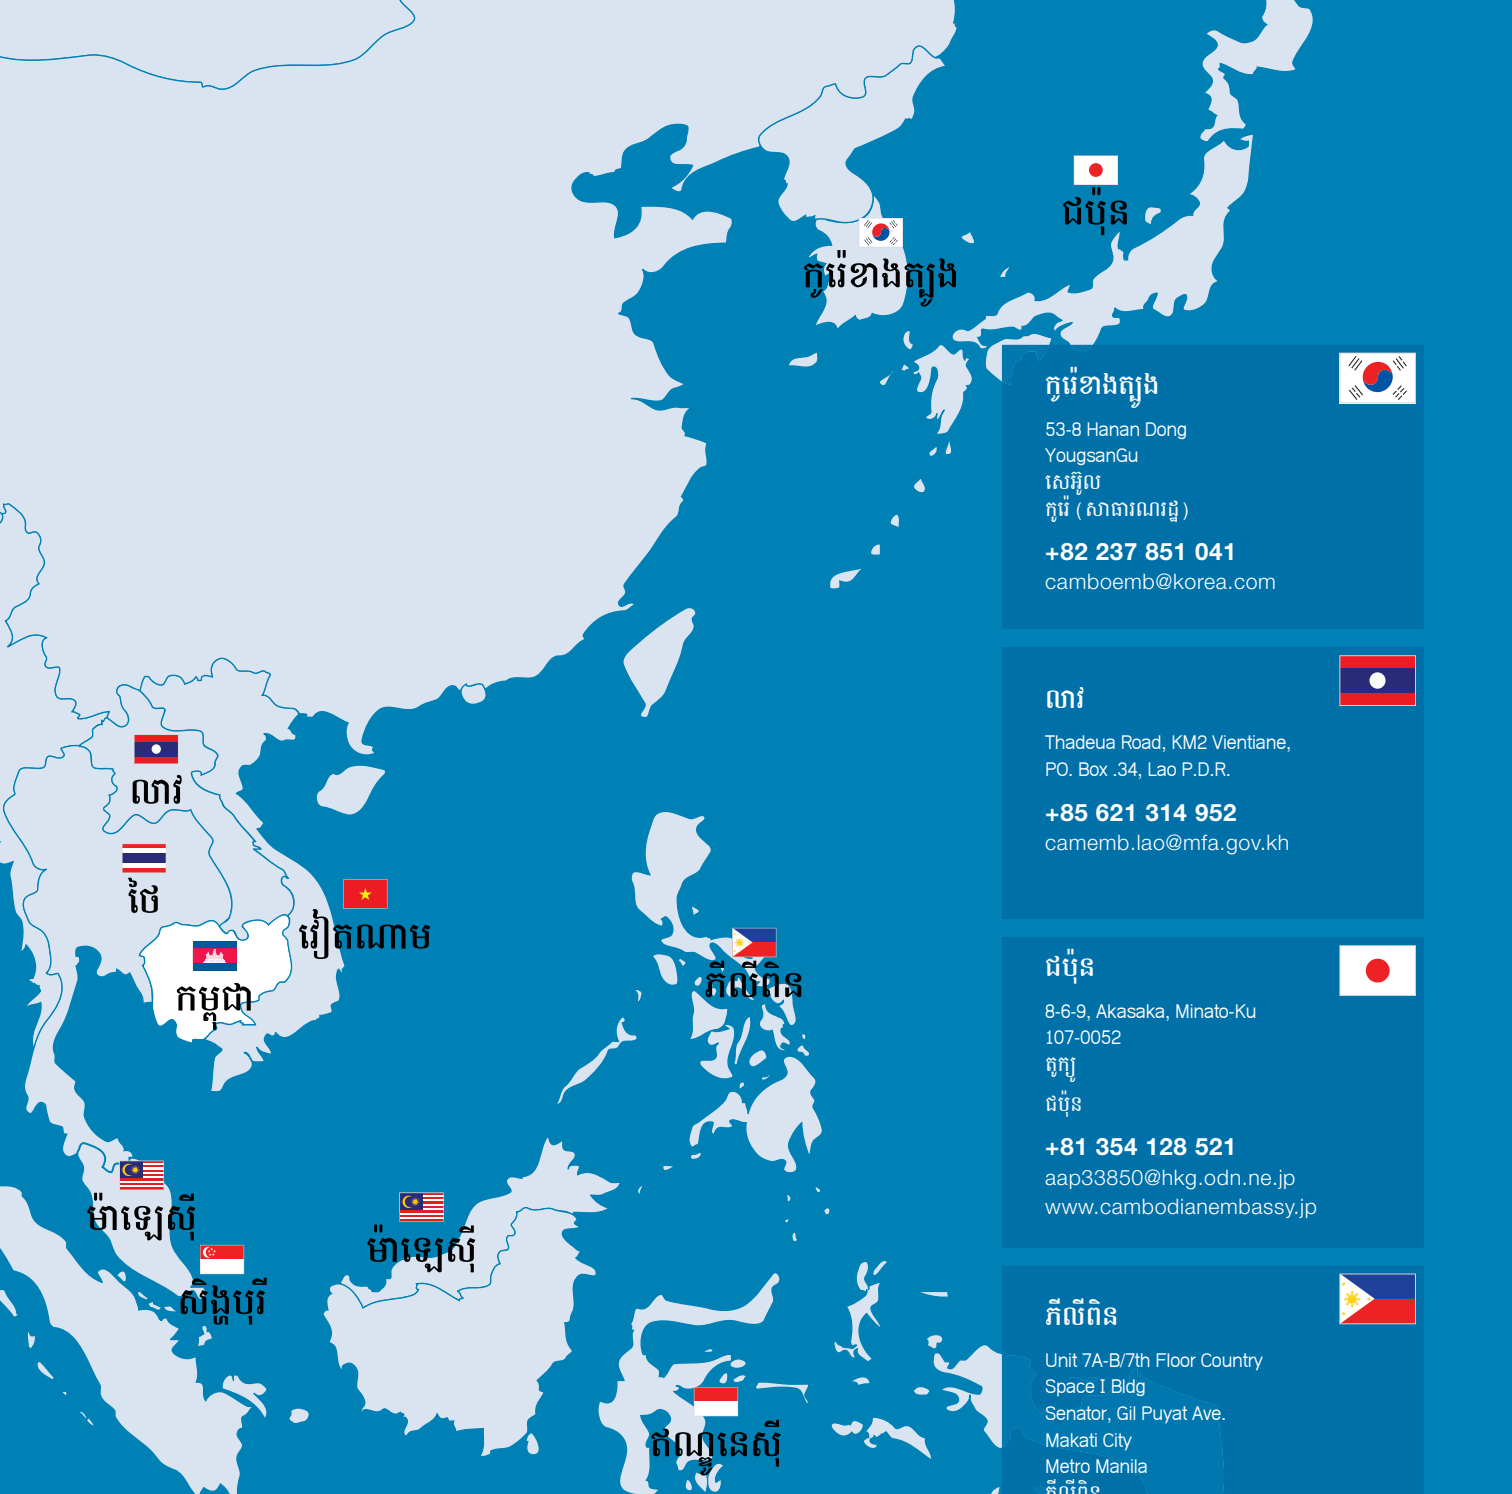 ជប៉ុន
កូរ៉េខាងត្បូង
លាវ
ថៃ
វៀតណាម
កម្ពុជា
ភីលីពិន
ម៉ាឡេស៊ី
ម៉ាឡេស៊ី
សិង្ហបុរី
ឥណ្ឌូនេស៊ី
កូរ៉េខាងត្បូង
53-8 Hanan Dong
YougsanGu
សេអ៊ូល
កូរ៉េ (សាធារណរដ្ឋ)
+82 237 851 041
camboemb@korea.com
លាវ
Thadeua Road, KM2 Vientiane,
PO. Box .34, Lao P.D.R.
+85 621 314 952
camemb.lao@mfa.gov.kh
ជប៉ុន
8-6-9, Akasaka, Minato-Ku
107-0052
តូក្យូ
ជប៉ុន
+81 354 128 521
aap33850@hkg.odn.ne.jp
www.cambodianembassy.jp
ភីលីពិន
Unit 7A-B/7th Floor Country
Space I Bldg
Senator, Gil Puyat Ave.
Makati City
Metro Manila
ភីលីពិន